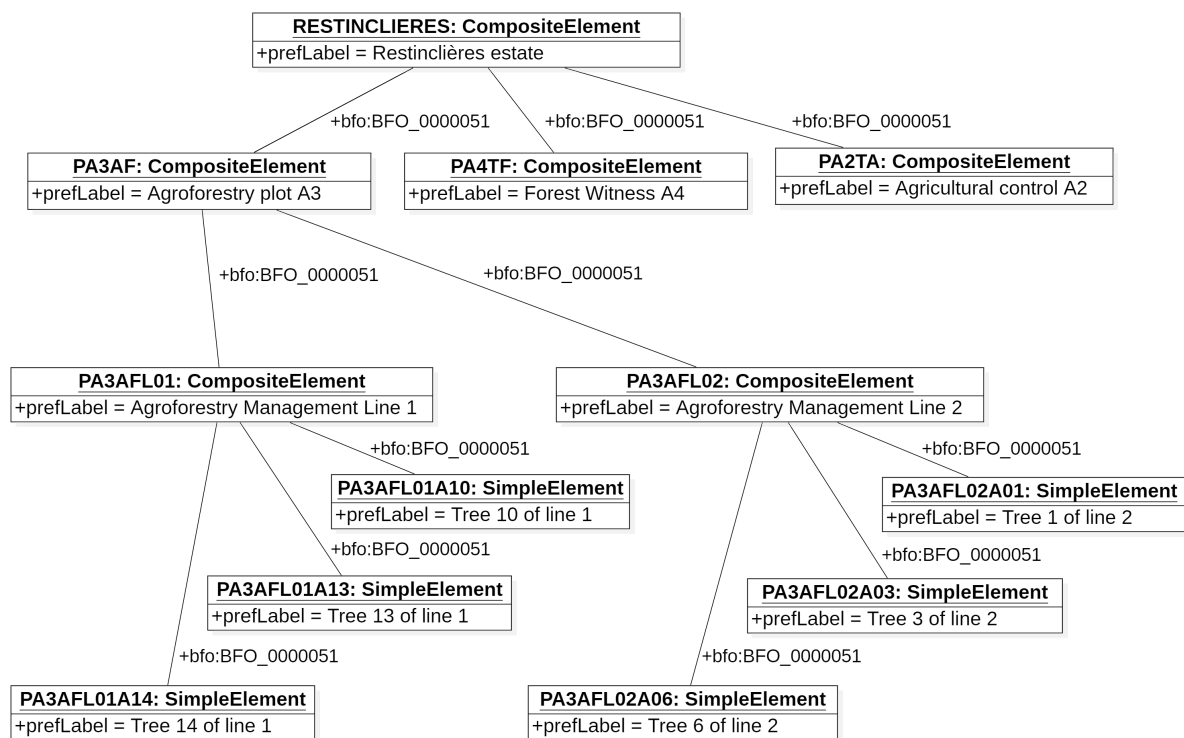 RESTINCLIERES: CompositeElement
+prefLabel = Restinclières estate
+bfo:BFO_0000051
+bfo:BFO_0000051
+bfo:BFO_0000051
PA3AF: CompositeElement
+prefLabel = Agroforestry plot A3
PA4TF: CompositeElement
+prefLabel = Forest Witness A4
PA2TA: CompositeElement
+prefLabel = Agricultural control A2
+bfo:BFO_0000051
+bfo:BFO_0000051
PA3AFL01: CompositeElement
+prefLabel = Agroforestry Management Line 1
PA3AFL02: CompositeElement
+prefLabel = Agroforestry Management Line 2
+bfo:BFO_0000051
+bfo:BFO_0000051
PA3AFL01A10: SimpleElement
+prefLabel = Tree 10 of line 1
PA3AFL02A01: SimpleElement
+prefLabel = Tree 1 of line 2
+bfo:BFO_0000051
+bfo:BFO_0000051
PA3AFL01A13: SimpleElement
+prefLabel = Tree 13 of line 1
PA3AFL02A03: SimpleElement
+prefLabel = Tree 3 of line 2
+bfo:BFO_0000051
+bfo:BFO_0000051
PA3AFL01A14: SimpleElement
+prefLabel = Tree 14 of line 1
PA3AFL02A06: SimpleElement
+prefLabel = Tree 6 of line 2